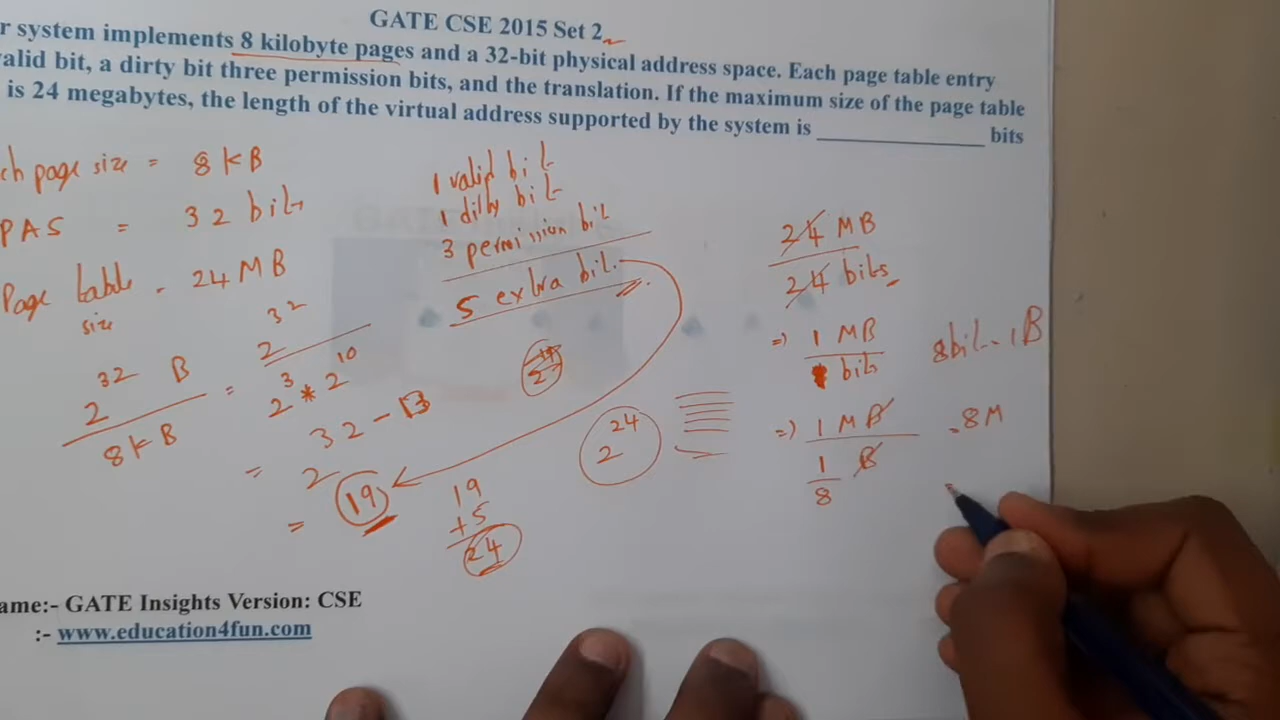 GATE CSE 2015 Set 2
r system implements 8 kilobyte pages and a 32-bit physical address space. Each page table entry
alid bit, a dirty bit three permission bits, and the translation. If the maximum size of the page table
is 24 megabytes, the length of the virtual address supported by the system is ______________ bits
ch page size = 8 KB
PAS = 32 bits
Page table size - 24 MB
2^32 B / 8 KB = 2^32 / 2^3 * 2^10
= 2^32-13
= 19
1 valid bit
1 dirty bit
3 permission bit
5 extra bit
19
+5
24
2^24
24 MB / 24 bits
=> 1 MB / bits
8 bit - 1B
=> 1 MB / 1/8 B = 8M
ame:- GATE Insights Version: CSE
:- www.education4fun.com